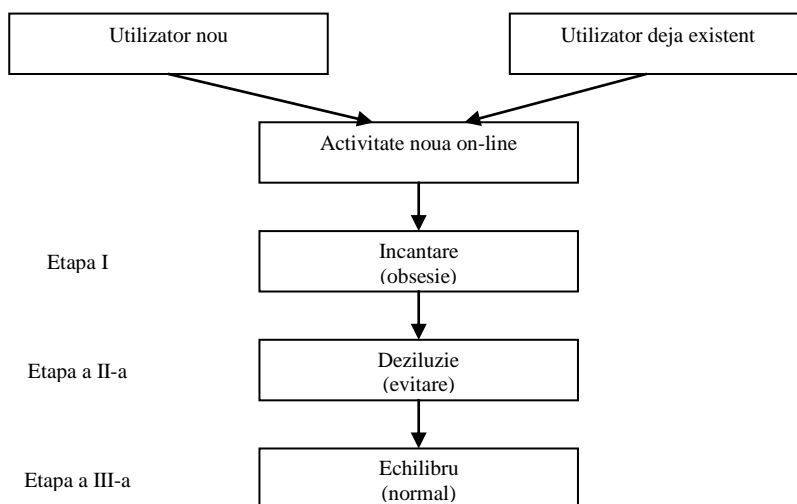 Utilizator nou
Utilizator deja existent
Activitate noua on-line
Etapa I
Incantare
(obsesie)
Etapa a II-a
Deziluzie
(evitare)
Etapa a III-a
Echilibru
(normal)